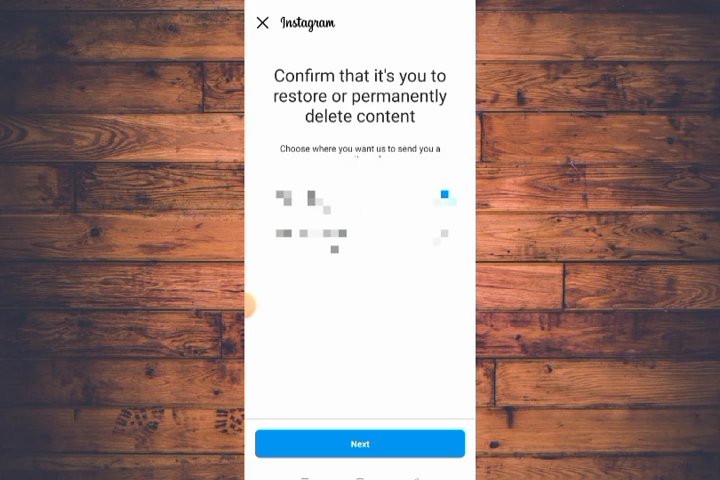 Instagram
Confirm that it's you to
restore or permanently
delete content
Choose where you want us to send you a
Next